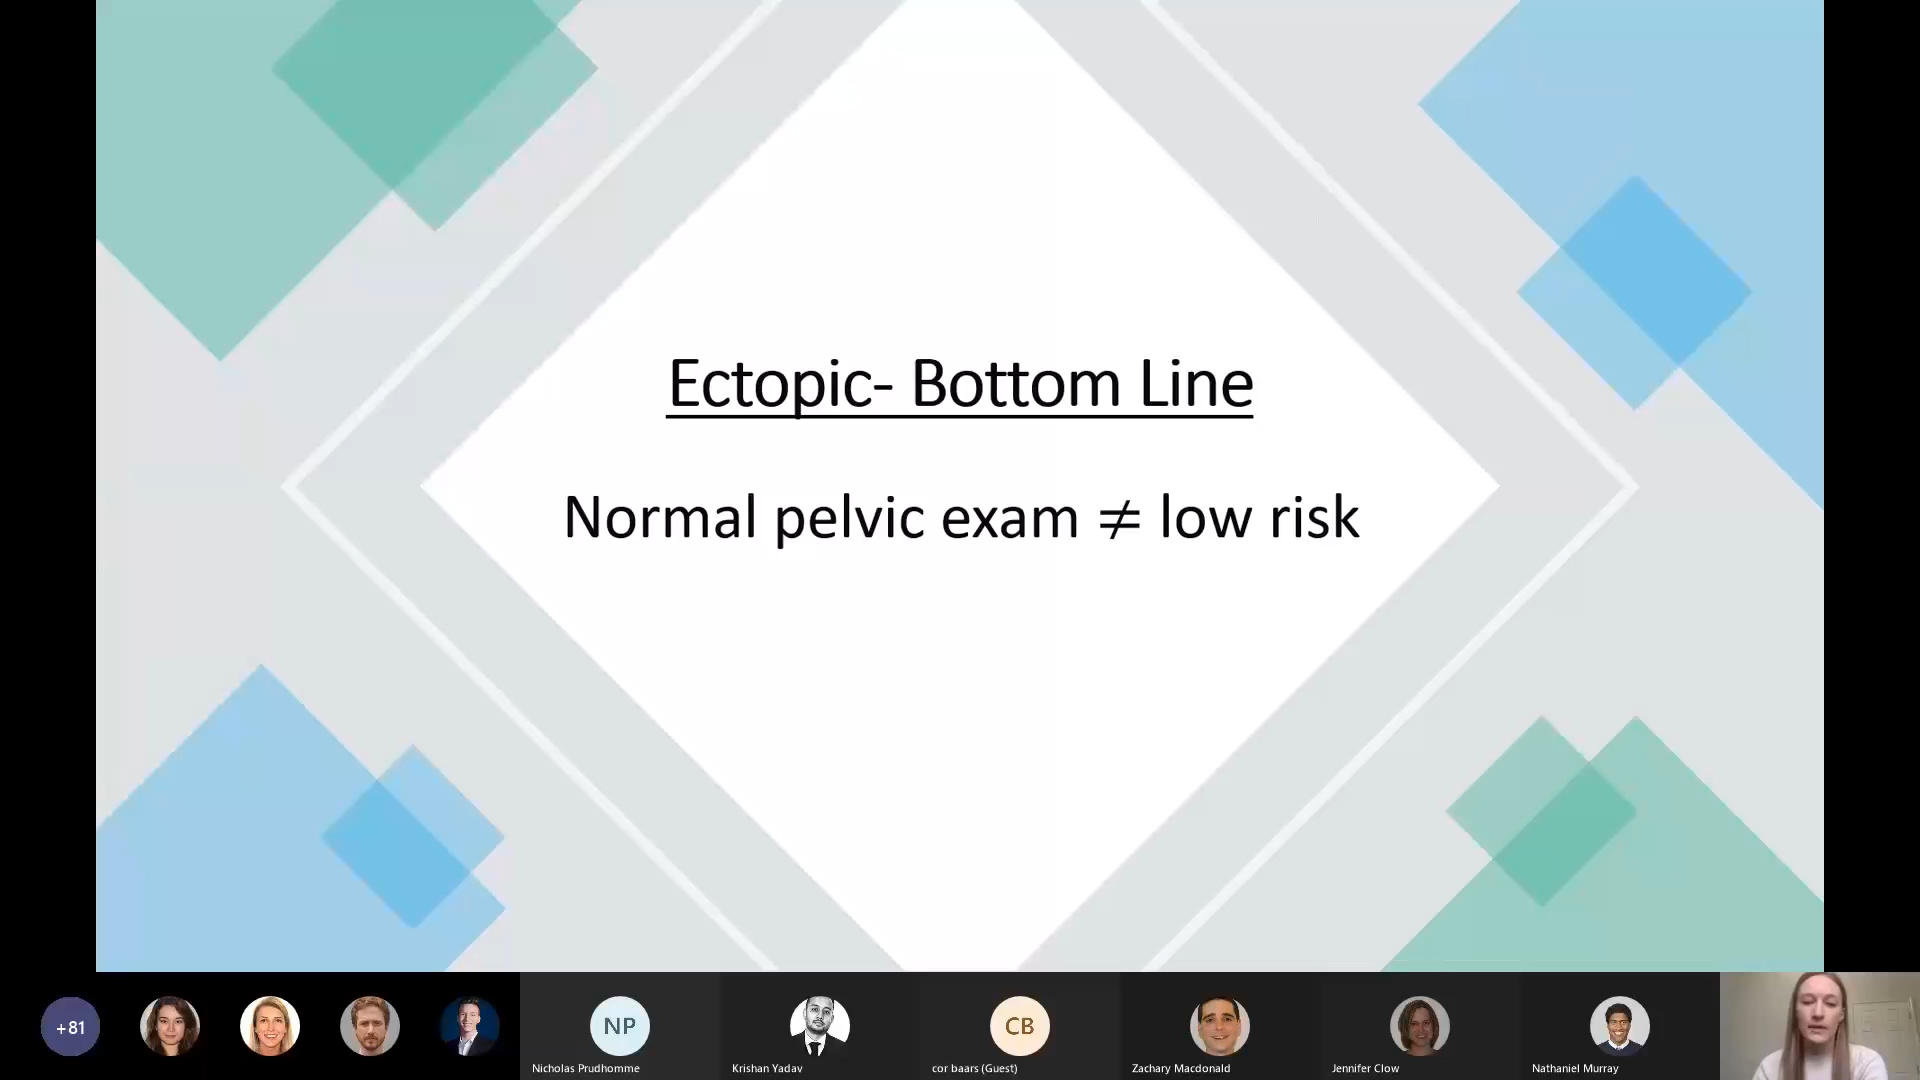 Ectopic- Bottom Line
Normal pelvic exam ≠ low risk
+81
NP
CB
Nicholas Prudhomme
Krishan Yadav
cor baars (Guest)
Zachary Macdonald
Jennifer Clow
Nathaniel Murray